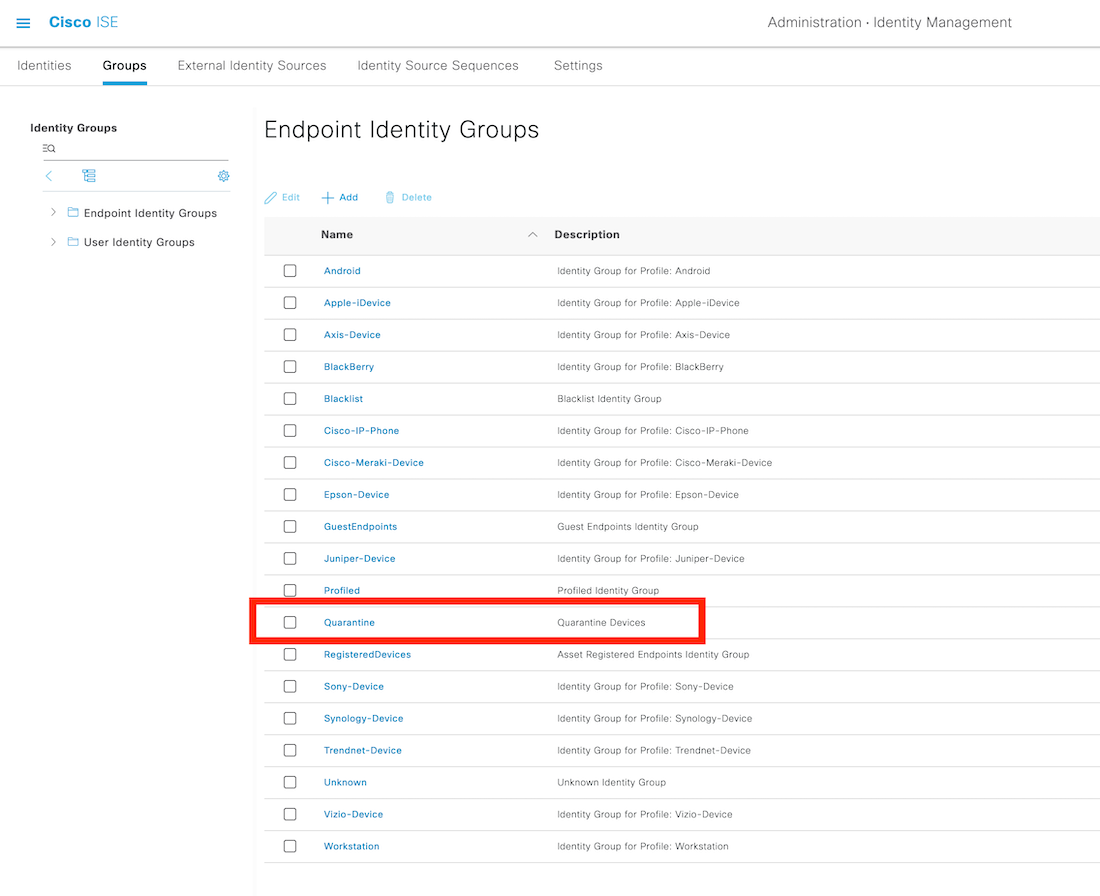 Cisco ISE
Administration · Identity Management
Identities Groups External Identity Sources Identity Source Sequences Settings
Identity Groups
Endpoint Identity Groups
User Identity Groups
Endpoint Identity Groups
Edit Add Delete
Name Description
Android Identity Group for Profile: Android
Apple-iDevice Identity Group for Profile: Apple-iDevice
Axis-Device Identity Group for Profile: Axis-Device
BlackBerry Identity Group for Profile: BlackBerry
Blacklist Blacklist Identity Group
Cisco-IP-Phone Identity Group for Profile: Cisco-IP-Phone
Cisco-Meraki-Device Identity Group for Profile: Cisco-Meraki-Device
Epson-Device Identity Group for Profile: Epson-Device
GuestEndpoints Guest Endpoints Identity Group
Juniper-Device Identity Group for Profile: Juniper-Device
Profiled Profiled Identity Group
Quarantine Quarantine Devices
RegisteredDevices Asset Registered Endpoints Identity Group
Sony-Device Identity Group for Profile: Sony-Device
Synology-Device Identity Group for Profile: Synology-Device
Trendnet-Device Identity Group for Profile: Trendnet-Device
Unknown Unknown Identity Group
Vizio-Device Identity Group for Profile: Vizio-Device
Workstation Identity Group for Profile: Workstation